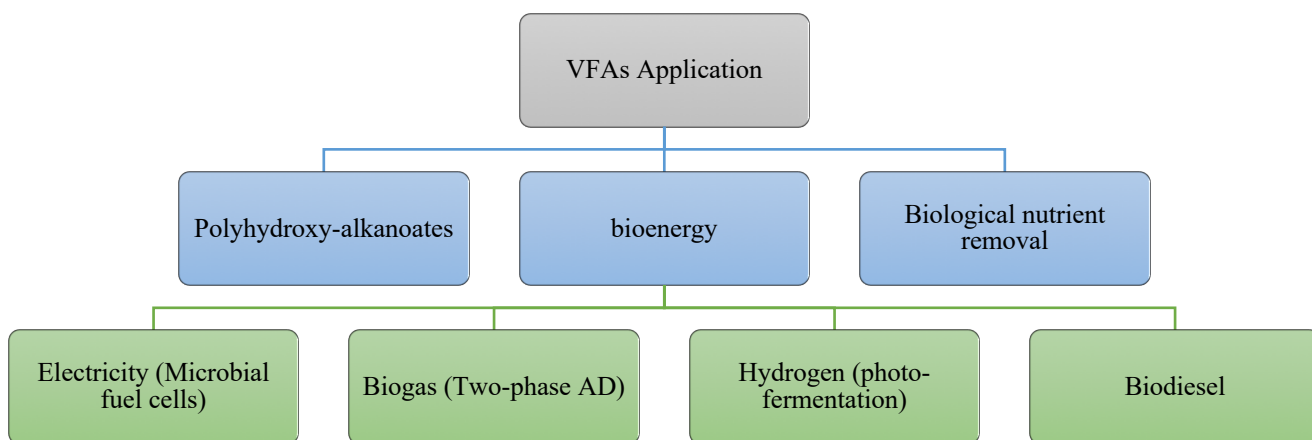 VFAs Application
Polyhydroxy-alkanoates
bioenergy
Biological nutrient
removal
Electricity (Microbial
fuel cells)
Biogas (Two-phase AD)
Hydrogen (photo-
fermentation)
Biodiesel